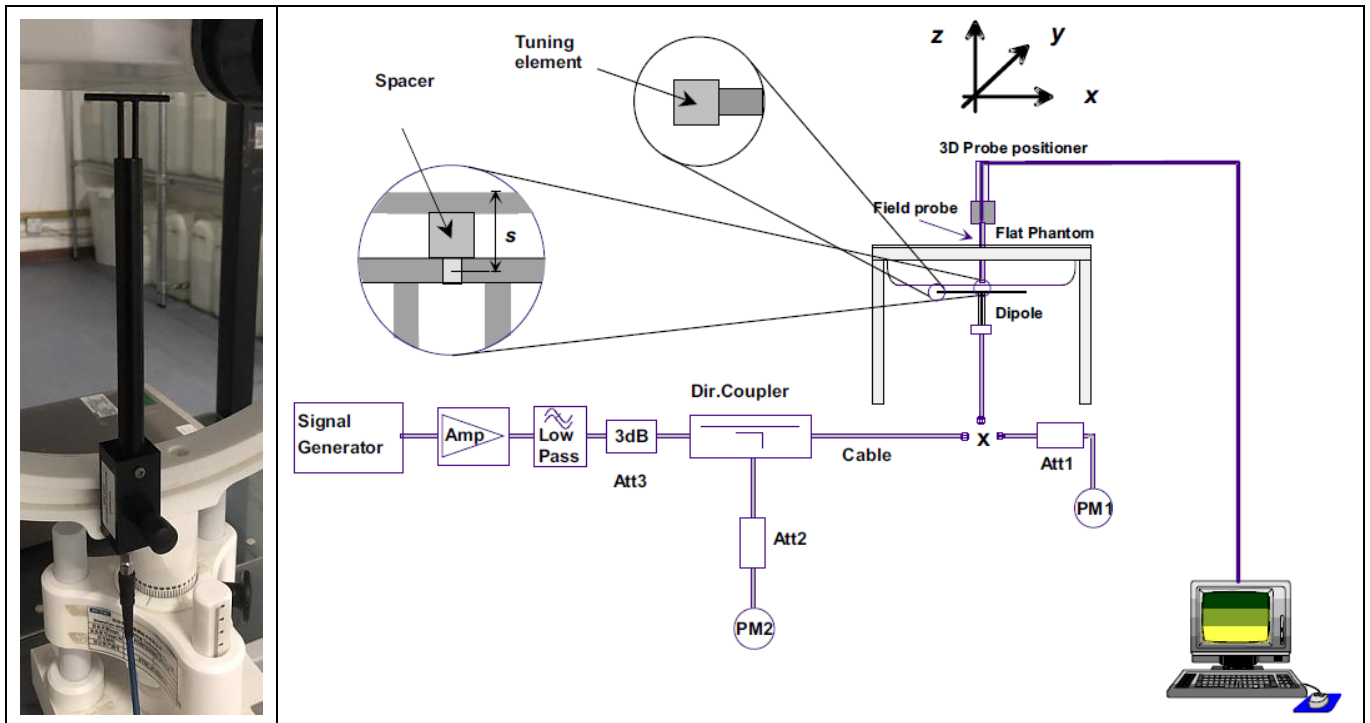 Tuning
element
Spacer
s
z
y
x
3D Probe positioner
Field probe
Flat Phantom
Dipole
Dir.Coupler
Signal
Generator
Amp
Low
Pass
3dB
Att3
Cable
x
Att1
PM1
Att2
PM2